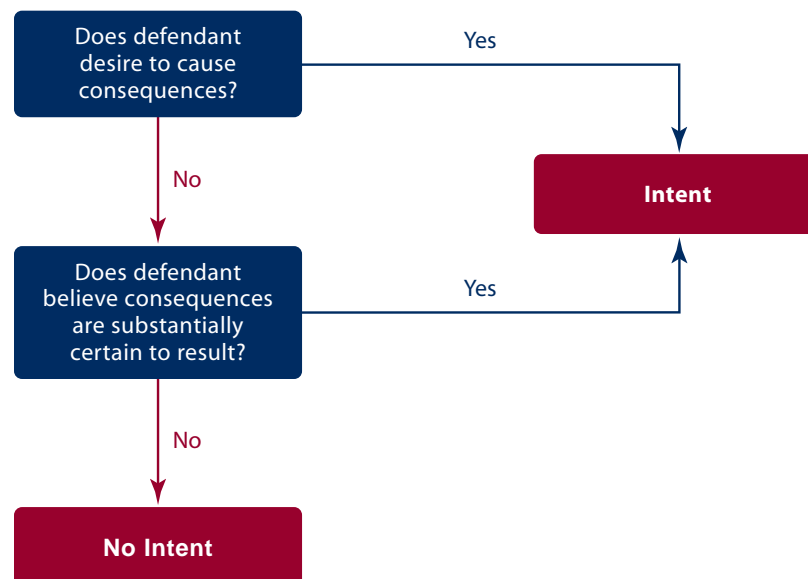 Does defendant
desire to cause
consequences?
Yes
No
Intent
Does defendant
believe consequences
are substantially
certain to result?
Yes
No
No Intent